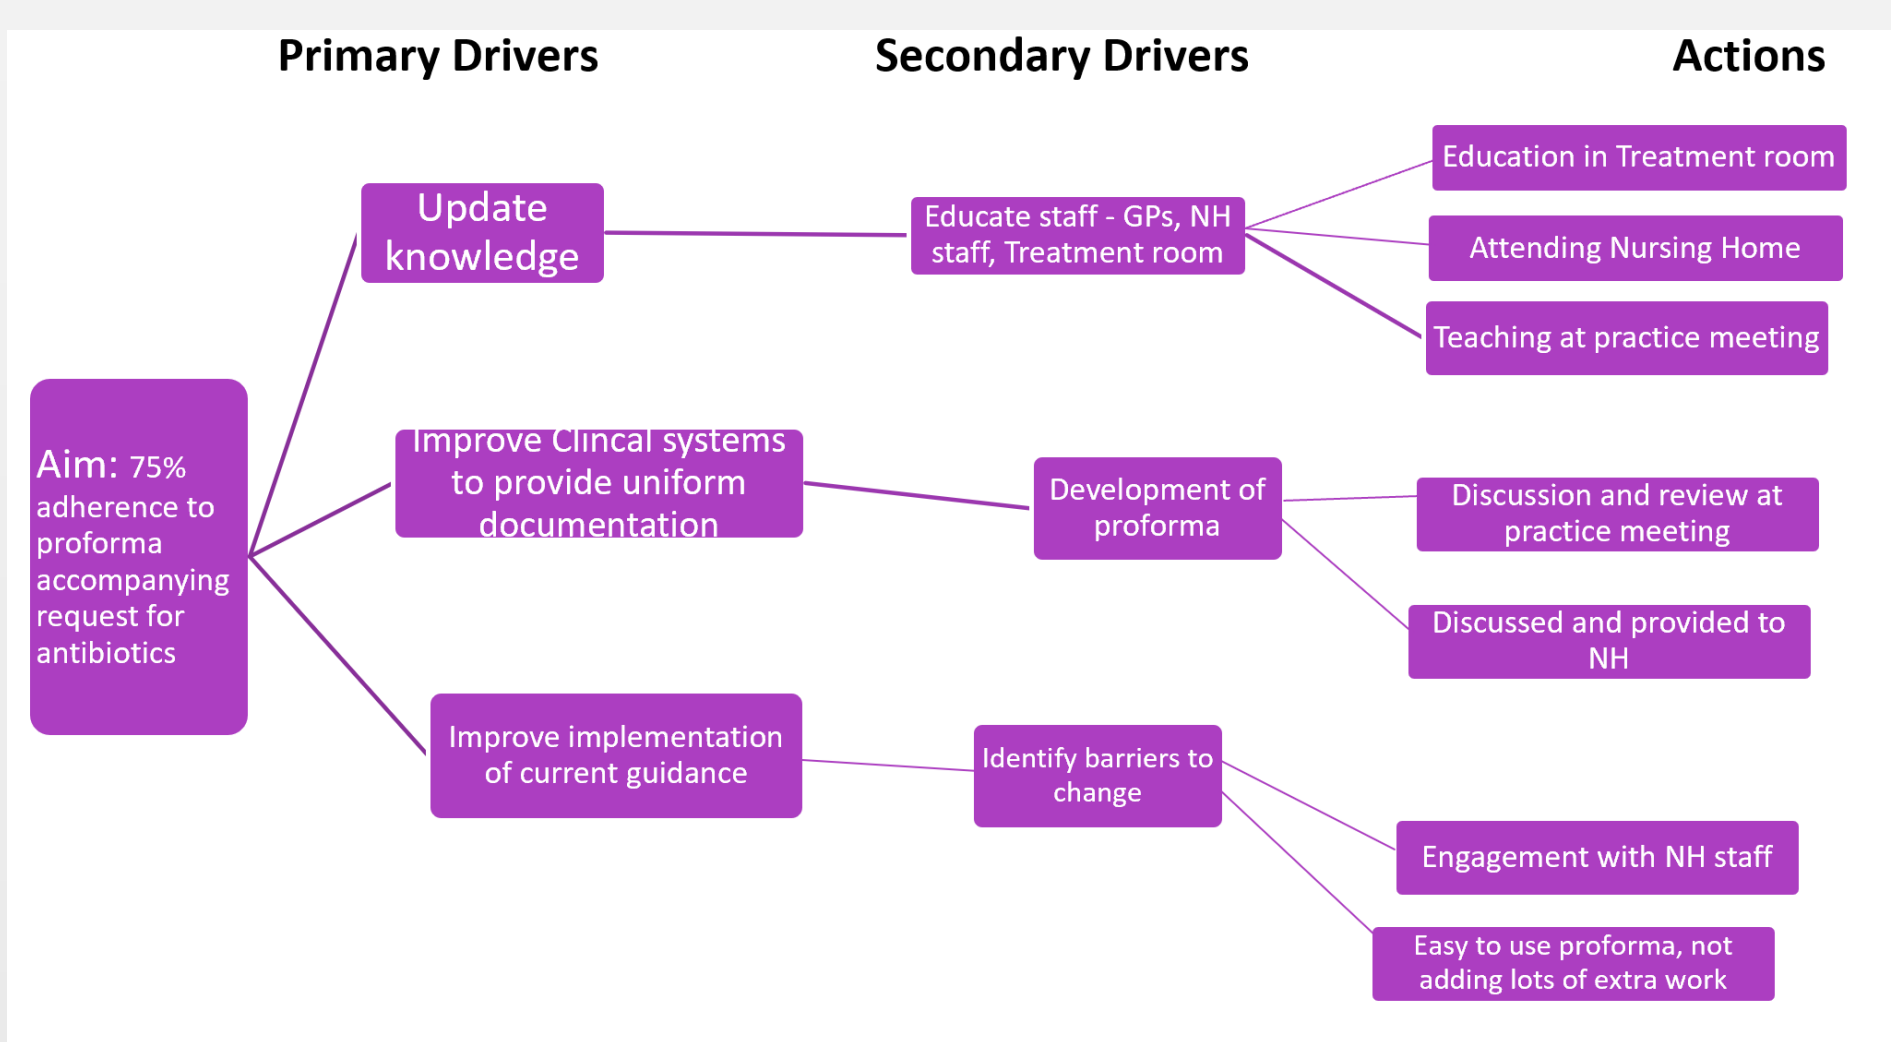 Primary Drivers
Secondary Drivers
Actions
Aim: 75%
adherence to
proforma
accompanying
request for
antibiotics
Update
knowledge
Educate staff - GPs, NH
staff, Treatment room
Education in Treatment room
Attending Nursing Home
Teaching at practice meeting
Improve Clincal systems
to provide uniform
documentation
Development of
proforma
Discussion and review at
practice meeting
Discussed and provided to
NH
Improve implementation
of current guidance
Identify barriers to
change
Engagement with NH staff
Easy to use proforma, not
adding lots of extra work